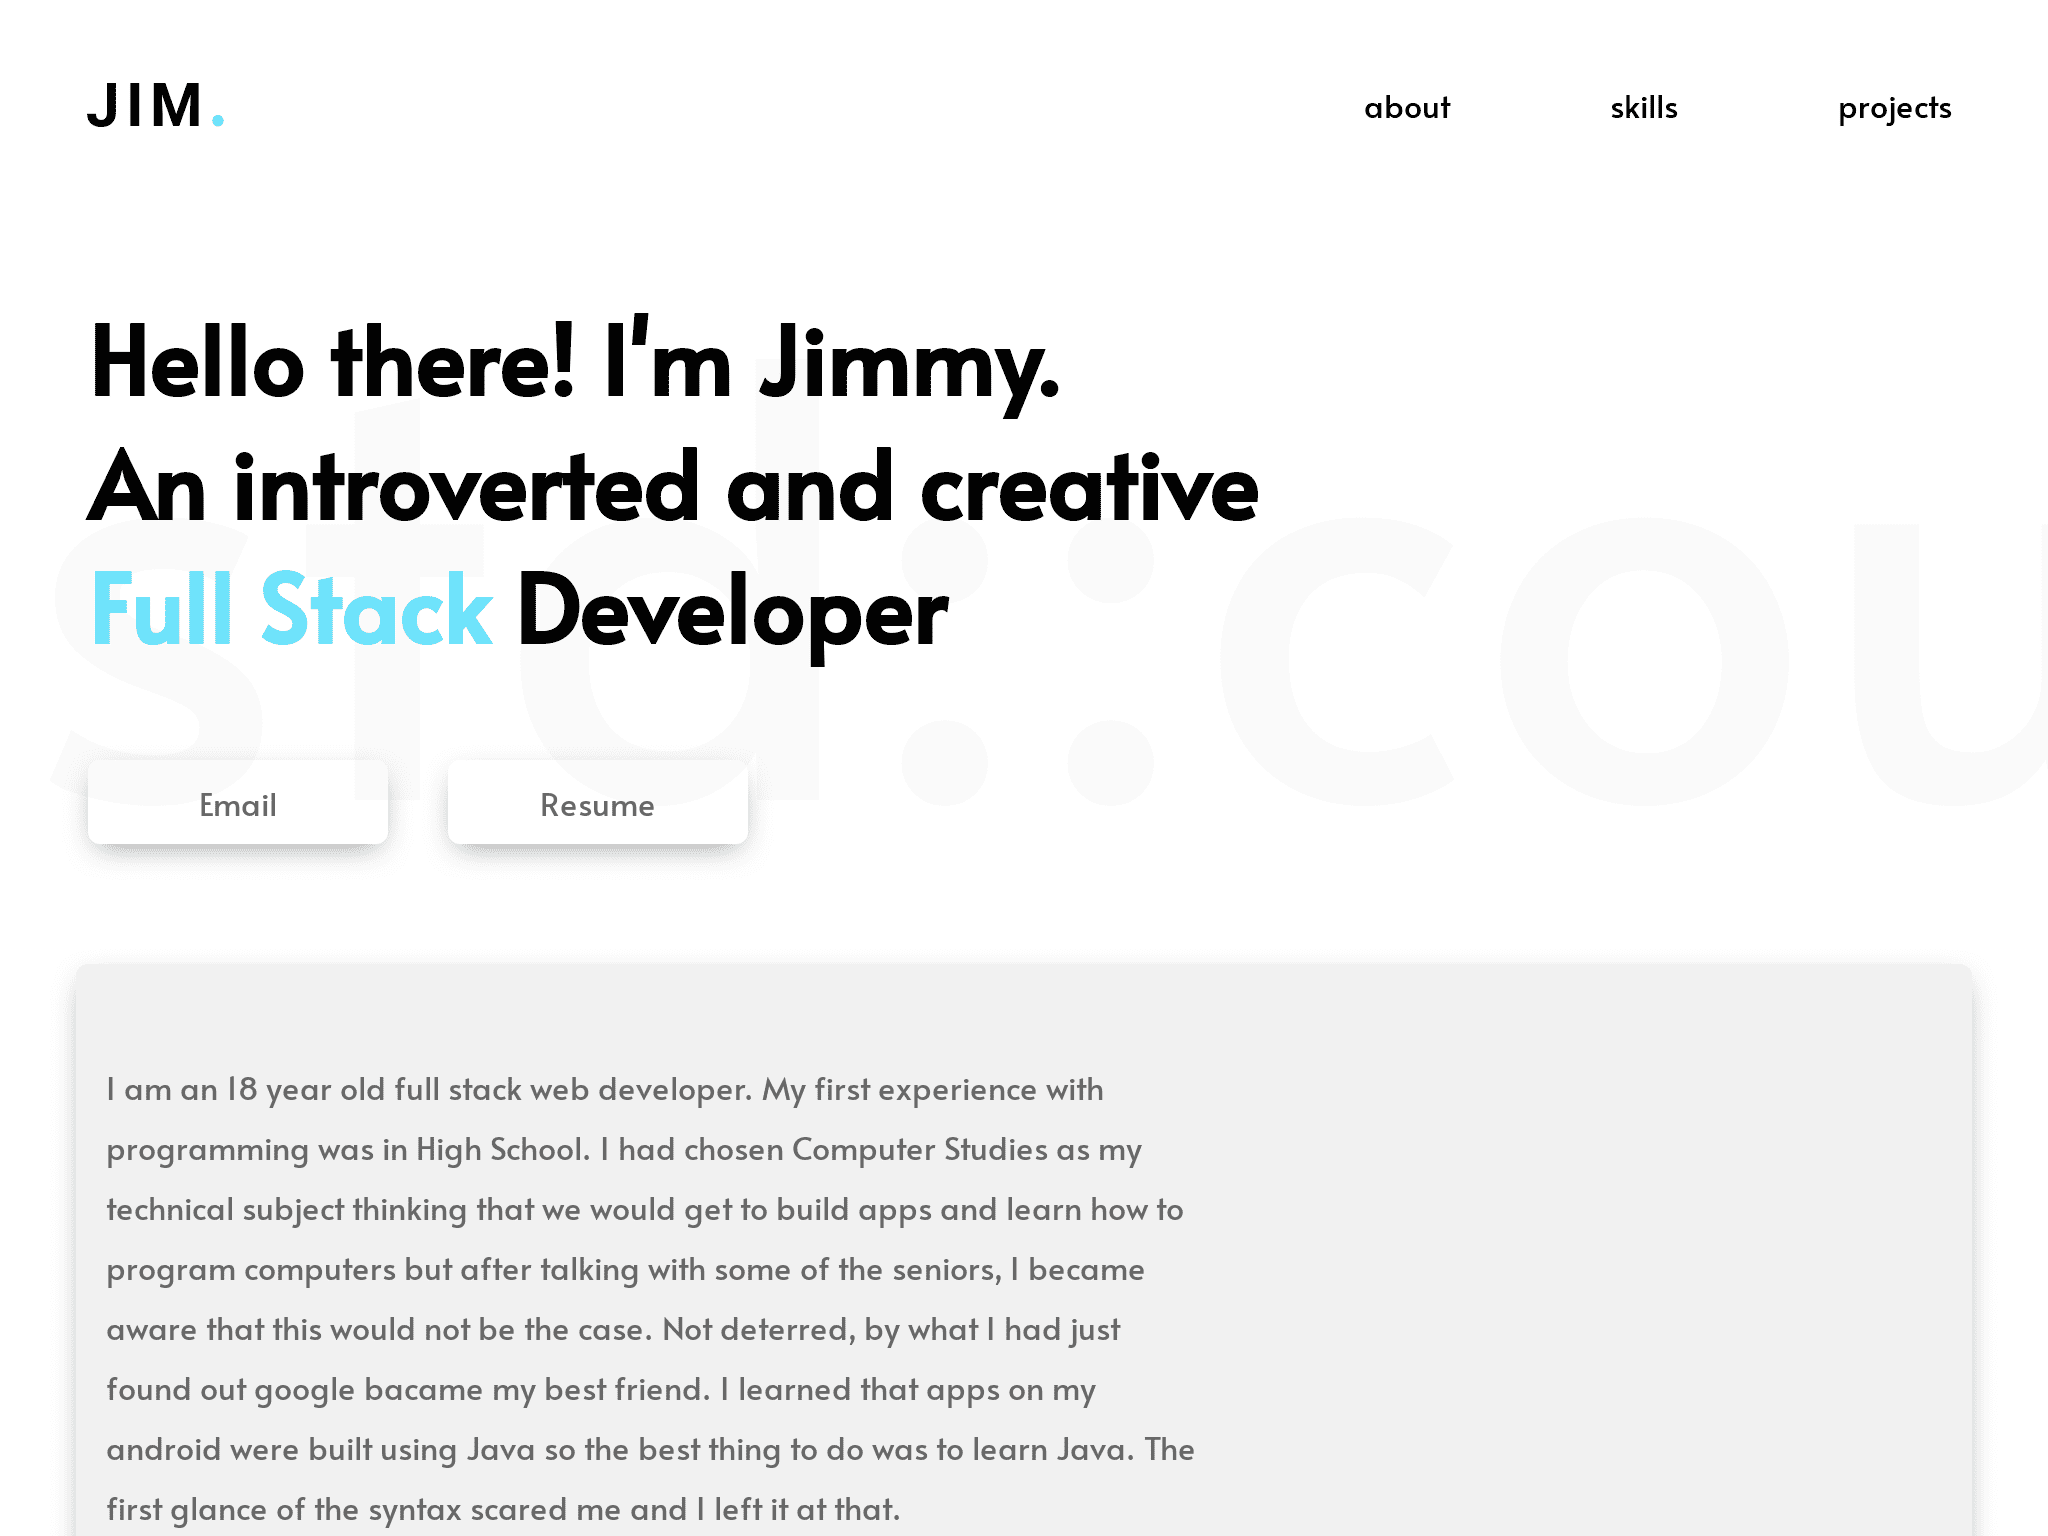 JIM.
about
skills
projects
Hello there! I'm Jimmy.
An introverted and creative
Full Stack Developer
std::cou
Email
Resume
I am an 18 year old full stack web developer. My first experience with
programming was in High School. I had chosen Computer Studies as my
technical subject thinking that we would get to build apps and learn how to
program computers but after talking with some of the seniors, I became
aware that this would not be the case. Not deterred, by what I had just
found out google bacame my best friend. I learned that apps on my
android were built using Java so the best thing to do was to learn Java. The
first glance of the syntax scared me and I left it at that.